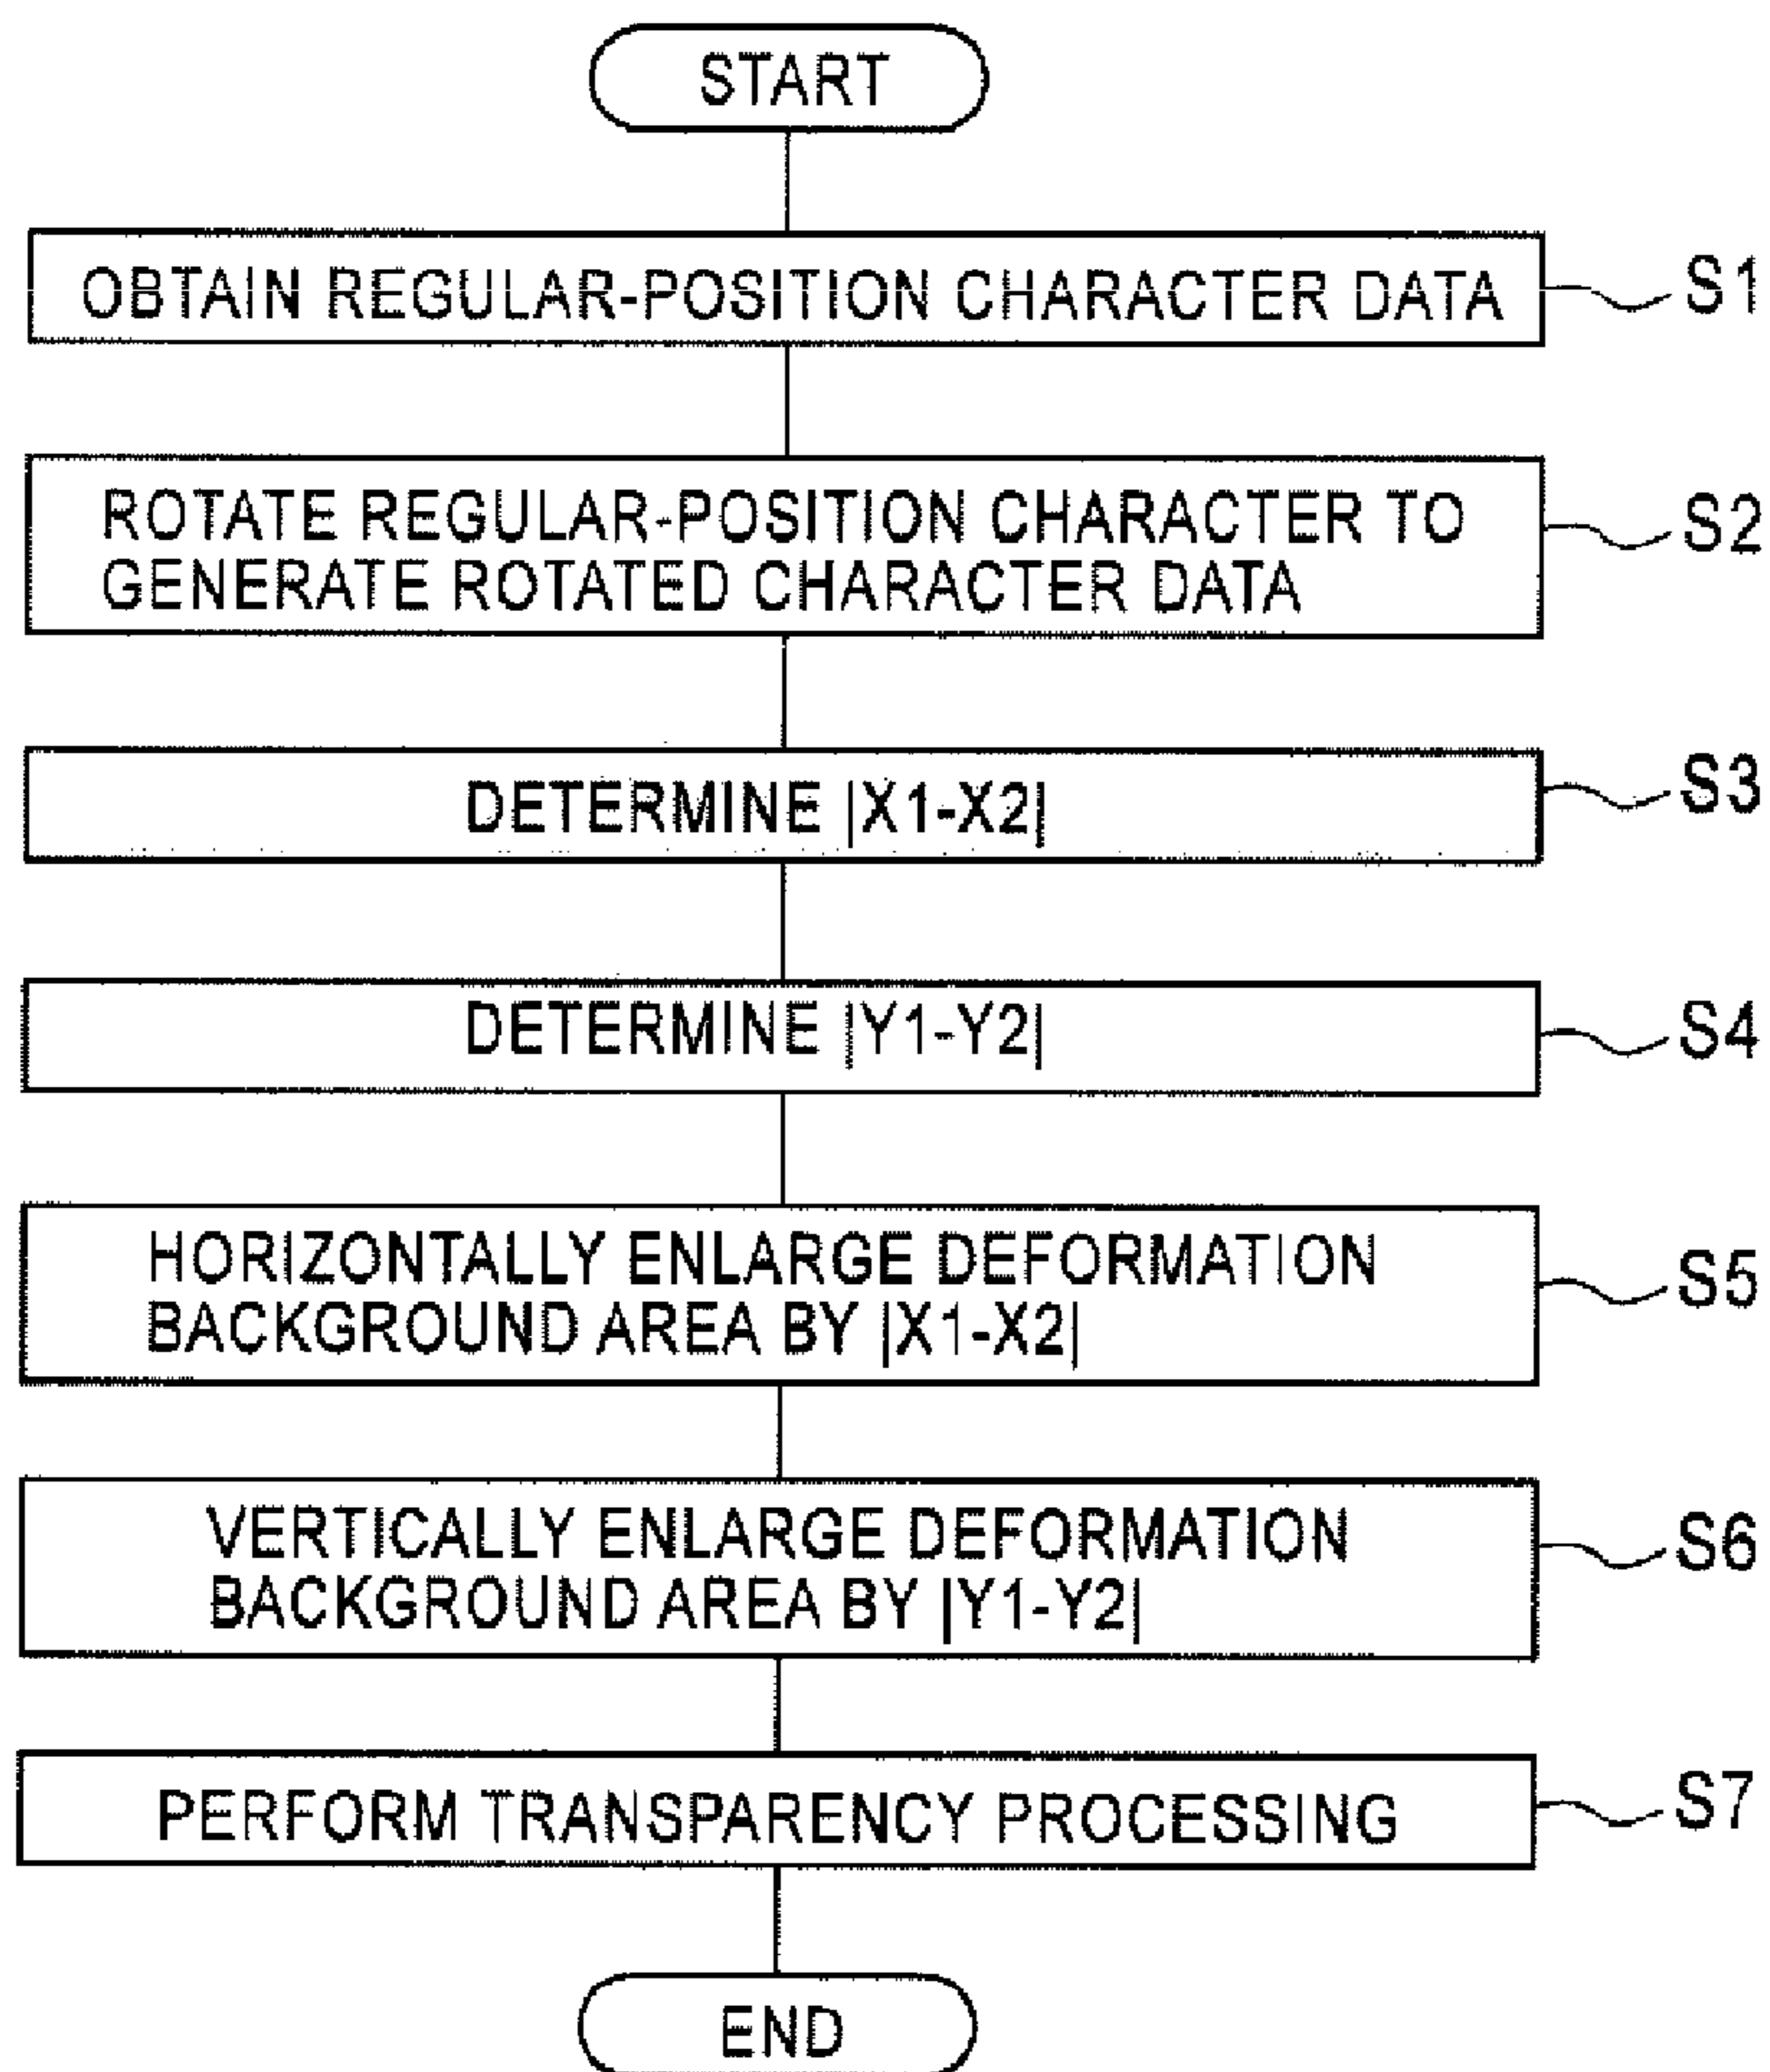 START
OBTAIN REGULAR-POSITION CHARACTER DATA
S1
ROTATE REGULAR-POSITION CHARACTER TO
GENERATE ROTATED CHARACTER DATA
S2
DETERMINE |X1-X2|
S3
DETERMINE |Y1-Y2|
S4
HORIZONTALLY ENLARGE DEFORMATION
BACKGROUND AREA BY |X1-X2|
S5
VERTICALLY ENLARGE DEFORMATION
BACKGROUND AREA BY |Y1-Y2|
S6
PERFORM TRANSPARENCY PROCESSING
S7
END